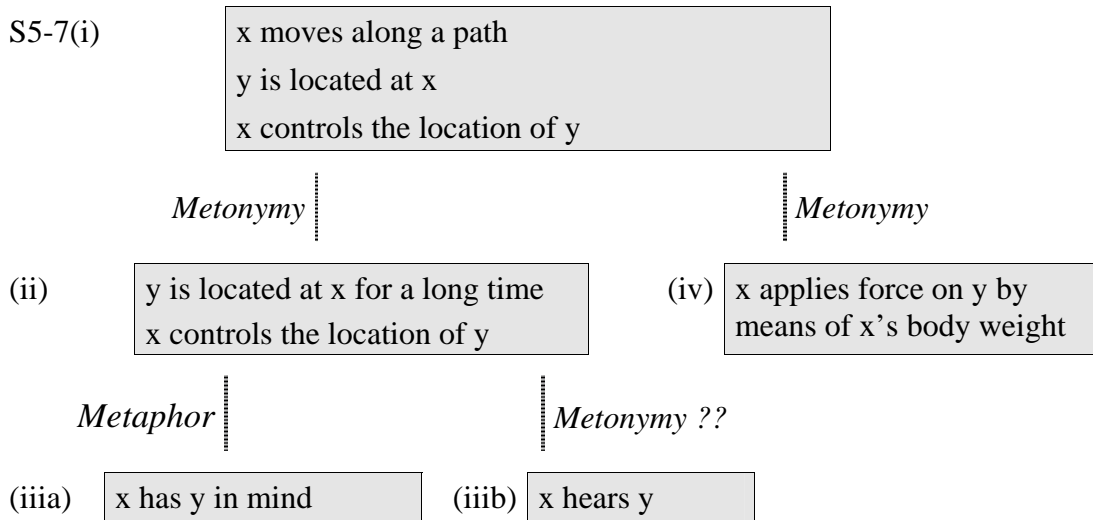 S5-7(i)
x moves along a path
y is located at x
x controls the location of y
Metonymy
Metonymy
(ii)
y is located at x for a long time
x controls the location of y
(iv)
x applies force on y by
means of x’s body weight
Metaphor
Metonymy ??
(iiia)
x has y in mind
(iiib)
x hears y